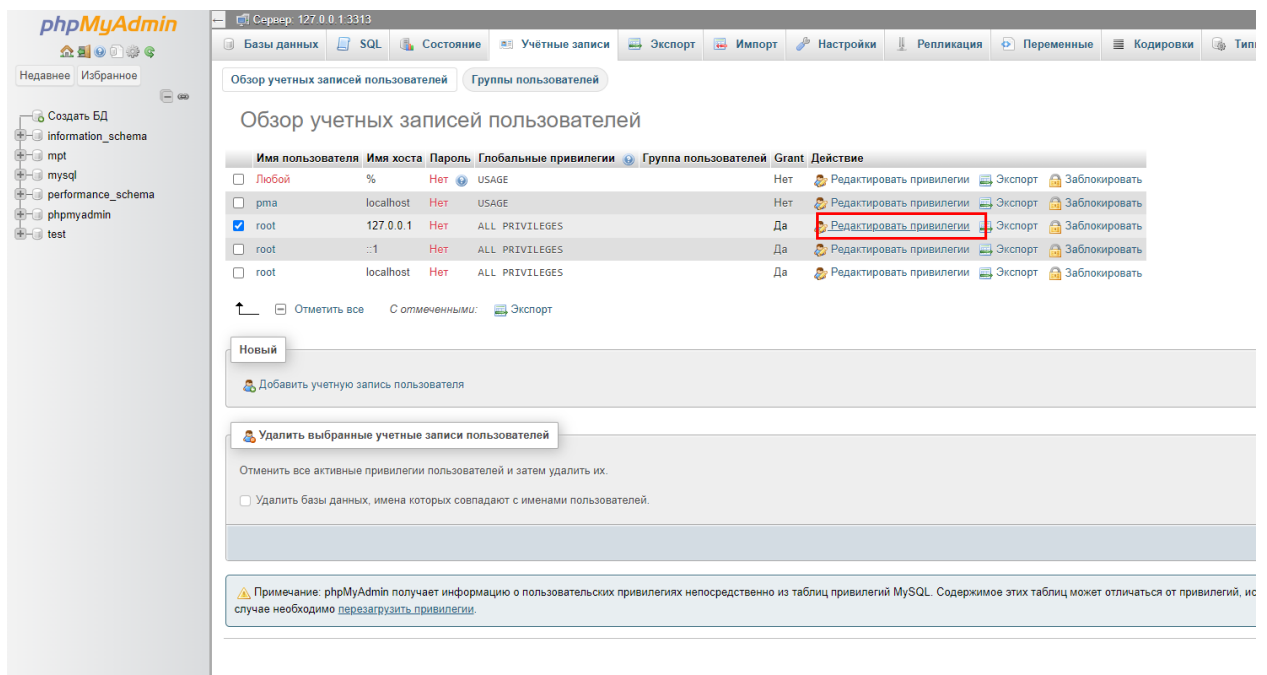 phpMyAdmin
Недавнее Избранное
Создать БД
information_schema
mpt
mysql
performance_schema
phpmyadmin
test
Сервер: 127.0.0.1:3313
Базы данных SQL Состояние Учётные записи Экспорт Импорт Настройки Репликация Переменные Кодировки
Обзор учетных записей пользователей Группы пользователей
Обзор учетных записей пользователей
Имя пользователя Имя хоста Пароль Глобальные привилегии Группа пользователей Grant Действие
Любой % Нет USAGE Нет Редактировать привилегии Экспорт Заблокировать
pma localhost Нет USAGE Нет Редактировать привилегии Экспорт Заблокировать
root 127.0.0.1 Нет ALL PRIVILEGES Да Редактировать привилегии Экспорт Заблокировать
root ::1 Нет ALL PRIVILEGES Да Редактировать привилегии Экспорт Заблокировать
root localhost Нет ALL PRIVILEGES Да Редактировать привилегии Экспорт Заблокировать
Отметить все С отмеченными: Экспорт
Новый
Добавить учетную запись пользователя
Удалить выбранные учетные записи пользователей
Отменить все активные привилегии пользователей и затем удалить их.
Удалить базы данных, имена которых совпадают с именами пользователей.
Примечание: phpMyAdmin получает информацию о пользовательских привилегиях непосредственно из таблиц привилегий MySQL. Содержимое этих таблиц может отличаться от привилегий,
случае необходимо перезагрузить привилегии.